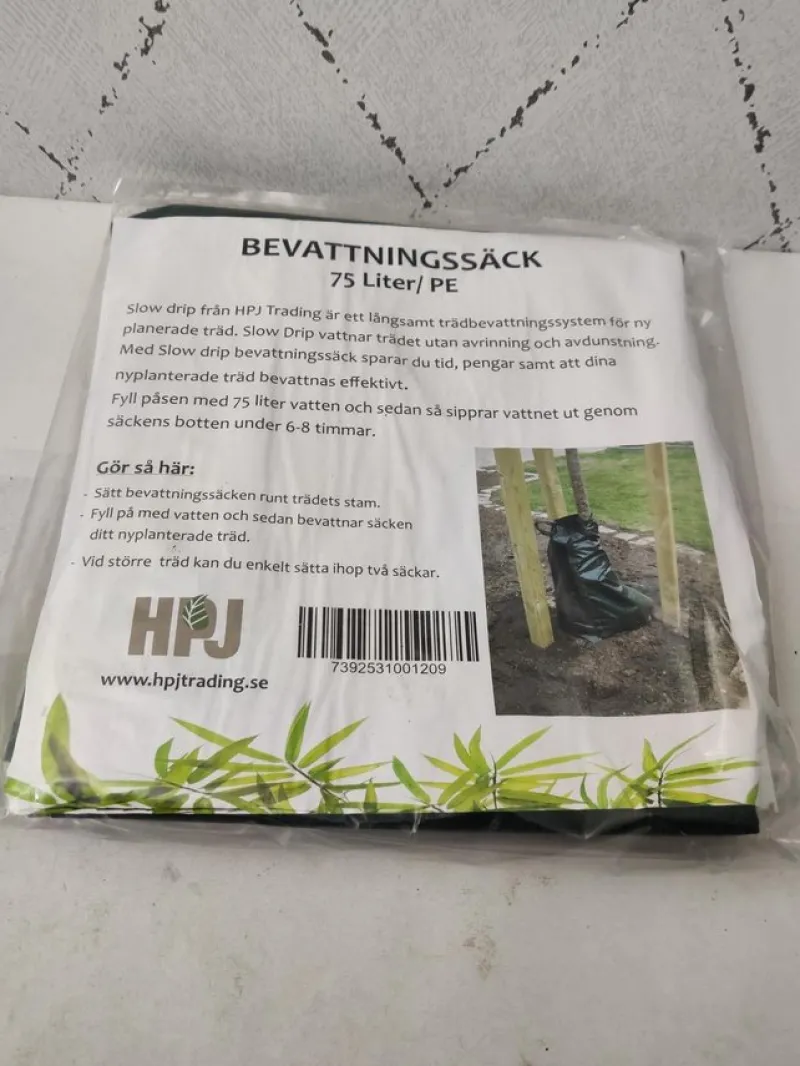 BEVATTNINGSSÄCK
75 Liter/ PE
Slow drip från HPJ Trading är ett långsamt trädbevattningssystem för ny
planerade träd. Slow Drip vattnar trädet utan avrinning och avdunstning.
Med Slow drip bevattningssäck sparar du tid, pengar samt att dina
nyplanterade träd bevattnas effektivt.
Fyll påsen med 75 liter vatten och sedan så sipprar vattnet ut genom
säckens botten under 6-8 timmar.
Gör så här:
- Sätt bevattningssäcken runt trädets stam.
- Fyll på med vatten och sedan bevattnar säcken
ditt nyplanterade träd.
- Vid större träd kan du enkelt sätta ihop två säckar.
HPJ
www.hpjtrading.se
7392531001209